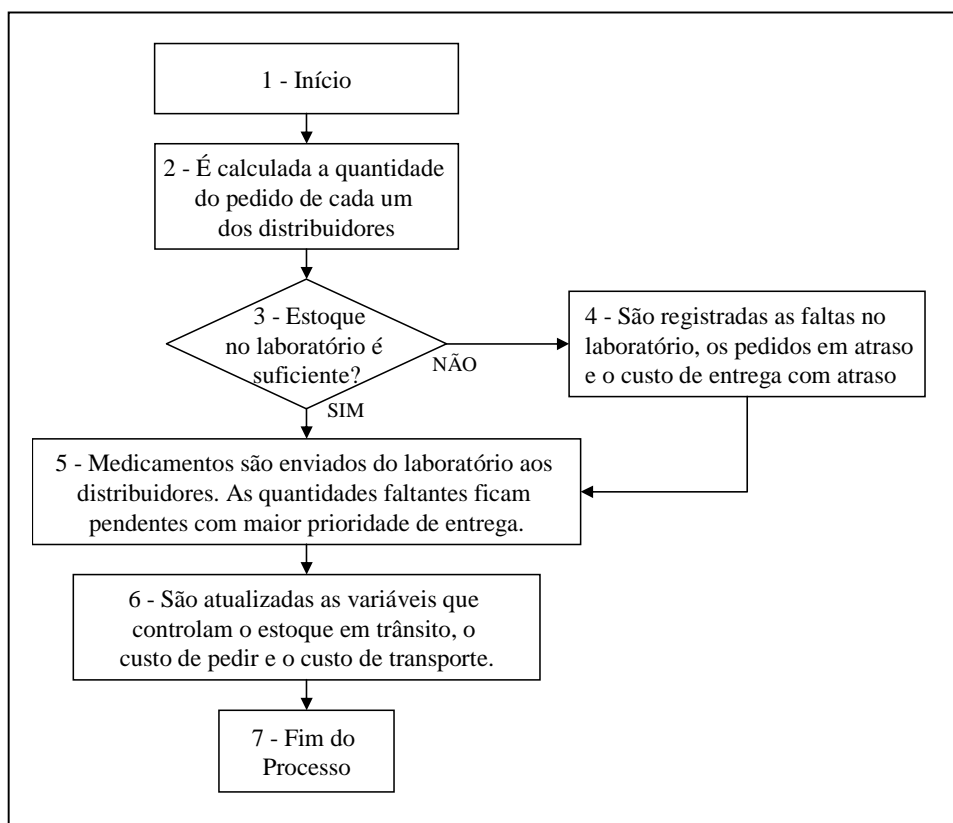 1 - Início
2 - É calculada a quantidade
do pedido de cada um
dos distribuidores
3 - Estoque
no laboratório é
suficiente?
NÃO
SIM
4 - São registradas as faltas no
laboratório, os pedidos em atraso
e o custo de entrega com atraso
5 - Medicamentos são enviados do laboratório aos
distribuidores. As quantidades faltantes ficam
pendentes com maior prioridade de entrega.
6 - São atualizadas as variáveis que
controlam o estoque em trânsito, o
custo de pedir e o custo de transporte.
7 - Fim do
Processo